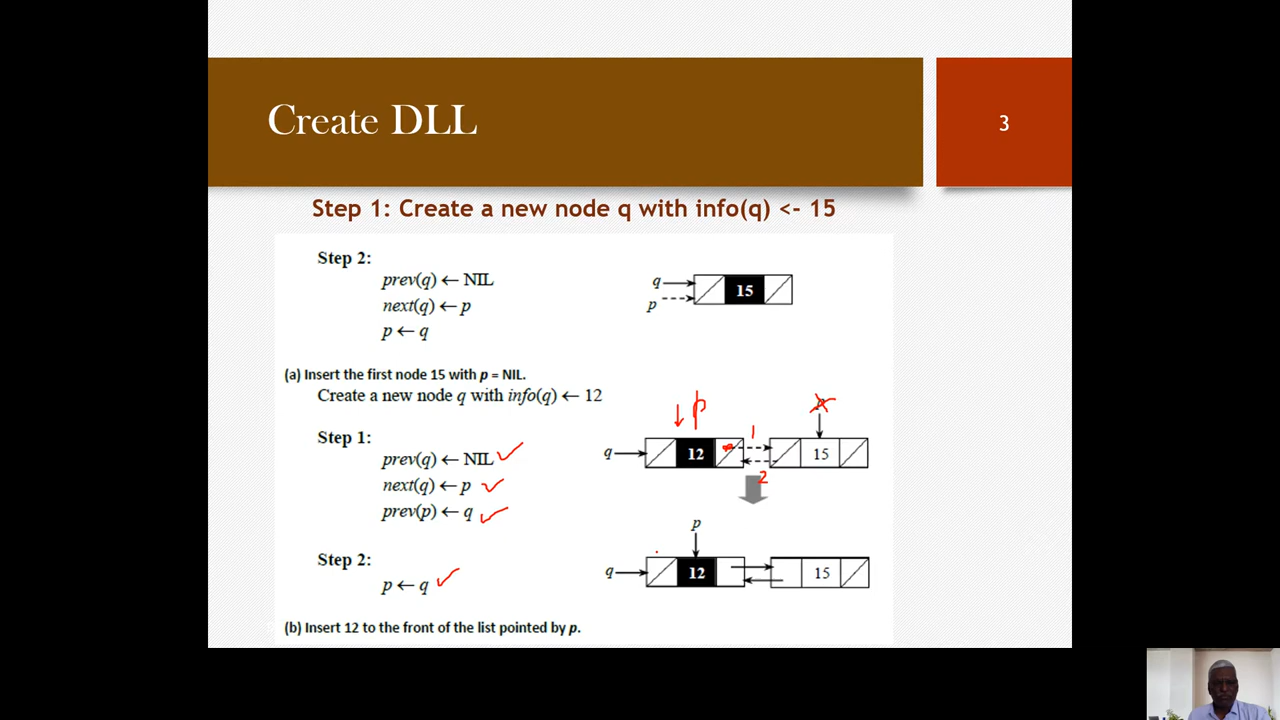 Create DLL
3
Step 1: Create a new node q with info(q) <- 15
Step 2:
prev(q) ← NIL
next(q) ← p
p ← q
q
p
15
(a) Insert the first node 15 with p = NIL.
Create a new node q with info(q) ← 12
Step 1:
prev(q) ← NIL
next(q) ← p
prev(p) ← q
p
1
q
12
15
2
Step 2:
p ← q
p
q
12
15
(b) Insert 12 to the front of the list pointed by p.